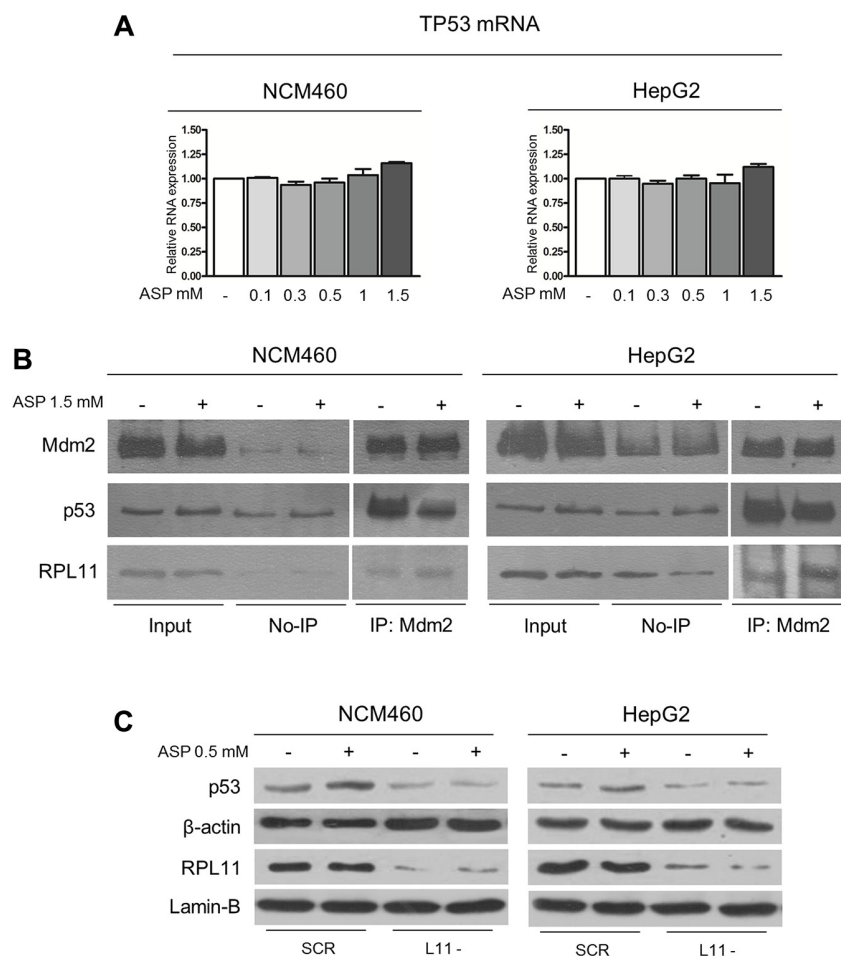 A
TP53 mRNA
NCM460
HepG2
Relative RNA expression
1.50
1.25
1.00
0.75
0.50
0.25
0.00
ASP mM - 0.1 0.3 0.5 1 1.5
Relative RNA expression
1.50
1.25
1.00
0.75
0.50
0.25
0.00
ASP mM - 0.1 0.3 0.5 1 1.5
B
NCM460
HepG2
ASP 1.5 mM - + - + - + - + - + - +
Mdm2
p53
RPL11
Input No-IP IP: Mdm2 Input No-IP IP: Mdm2
C
NCM460
HepG2
ASP 0.5 mM - + - + - + - +
p53
β-actin
RPL11
Lamin-B
SCR L11 - SCR L11 -